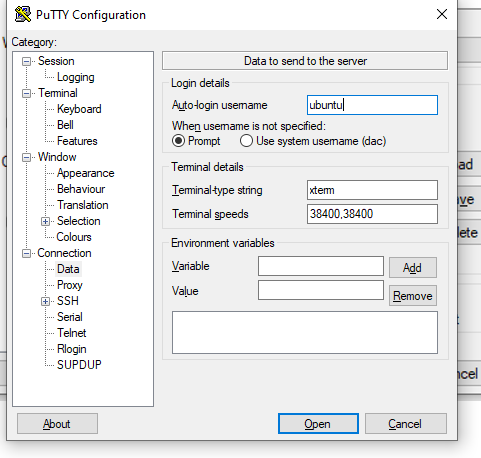 PuTTY Configuration
Category:
Session
Logging
Terminal
Keyboard
Bell
Features
Window
Appearance
Behaviour
Translation
Selection
Colours
Connection
Data
Proxy
SSH
Serial
Telnet
Rlogin
SUPDUP
Data to send to the server
Login details
Auto-login username ubuntu
When username is not specified:
Prompt Use system username (dac)
Terminal details
Terminal-type string xterm
Terminal speeds 38400,38400
Environment variables
Variable Add
Value Remove
About Open Cancel